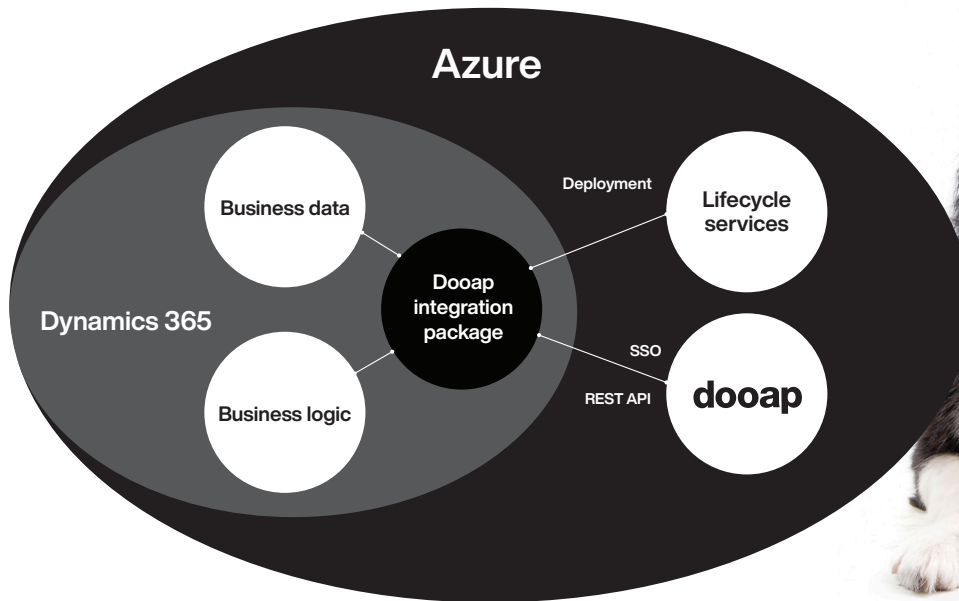 Azure
Business data
Deployment
Lifecycle
services
Dooap
integration
package
Dynamics 365
SSO
REST API
dooap
Business logic